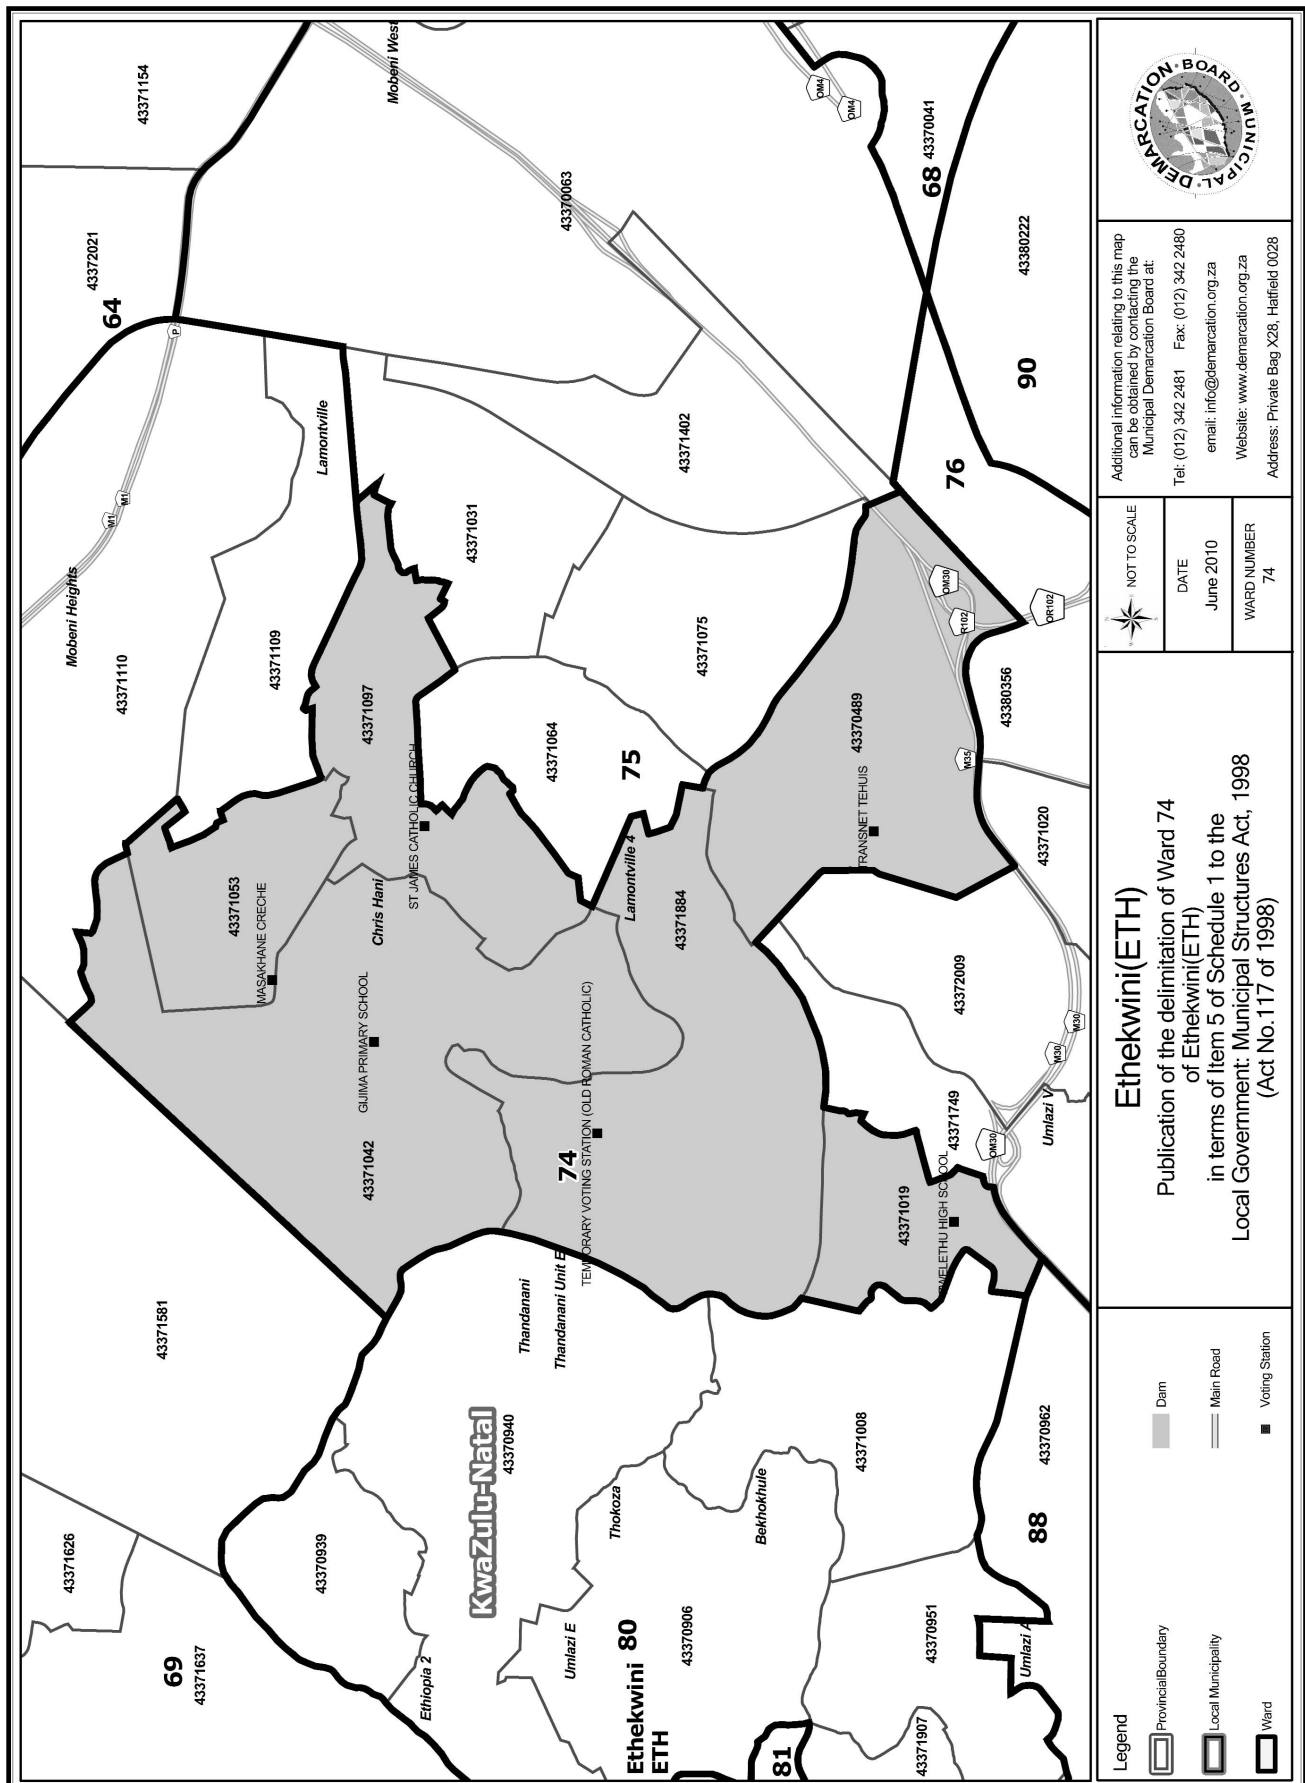 43371154
Mobeni West
43372021
64
43370063
OM4
OM4
68
43370041
43380222
P
90
Lamontville
43371402
76
M1
M1
43371031
Mobeni Heights
43371110
43371109
43371097
43371075
OM30
R102
OR102
43380356
43370489
43371064
75
ST JAMES CATHOLIC CHURCH
M35
TRANSNET TEHUIS
43371020
43371053
MASAKHANE CRECHE
Chris Hani
Lamontville 4
43371884
43372009
GIJIMA PRIMARY SCHOOL
43371042
74
TEMPORARY VOTING STATION (OLD ROMAN CATHOLIC)
M30
M30
43371749
OM30
Umlazi V
43371019
43371581
Thandanani
Thandanani Unit E
KwaZulu-Natal
43370940
43371008
43370962
Thokoza
Bekhokhule
88
43371626
43370939
69
43371637
Ethiopia 2
Umlazi E
Ethekwini
ETH
80
43370906
43370951
Umlazi A
81
43371907
Legend
ProvincialBoundary
Local Municipality
Ward
Dam
Main Road
Voting Station
Ethekwini(ETH)
Publication of the delimitation of Ward 74
of Ethekwini(ETH)
in terms of Item 5 of Schedule 1 to the
Local Government: Municipal Structures Act, 1998
(Act No.117 of 1998)
NOT TO SCALE
DATE
June 2010
WARD NUMBER
74
Additional information relating to this map
can be obtained by contacting the
Municipal Demarcation Board at:
Tel: (012) 342 2481 Fax: (012) 342 2480
email: info@demarcation.org.za
Website: www.demarcation.org.za
Address: Private Bag X28, Hatfield 0028
MUNICIPAL DEMARCATION BOARD